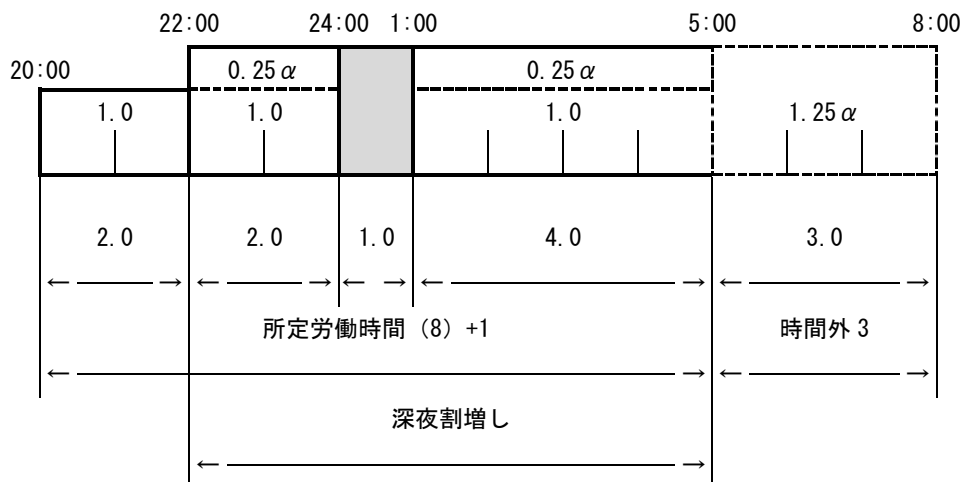 22:00 24:00 1:00 5:00 8:00
20:00
0.25α 0.25α
1.0 1.0 1.0 1.25α
2.0 2.0 1.0 4.0 3.0
← → ← → ← → ← → ← →
所定労働時間（8）+1 時間外3
← → ← →
深夜割増し
← →